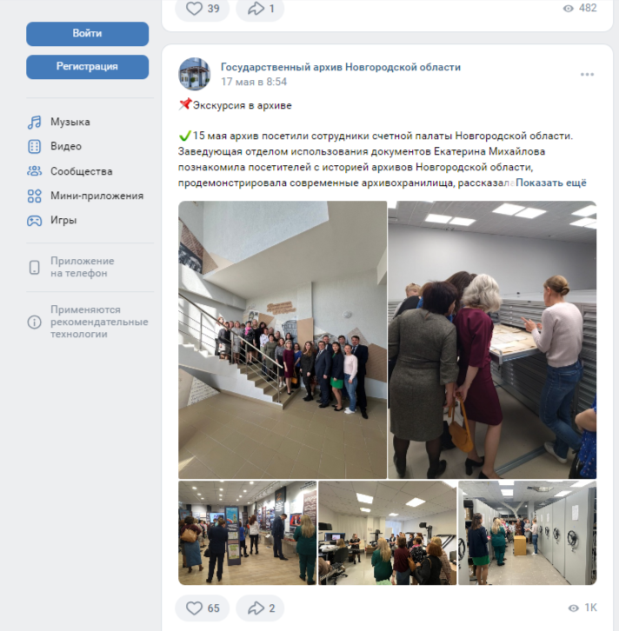 39
1
482
Войти
Регистрация
Музыка
Видео
Сообщества
Мини-приложения
Игры
Приложение
на телефон
Применяются
рекомендательные
технологии
Государственный архив Новгородской области
17 мая в 8:54
Экскурсия в архиве
15 мая архив посетили сотрудники счетной палаты Новгородской области.
Заведующая отделом использования документов Екатерина Михайлова
познакомила посетителей с историей архивов Новгородской области,
продемонстрировала современные архивохранилища, рассказал Показать ещё
65
2
1K